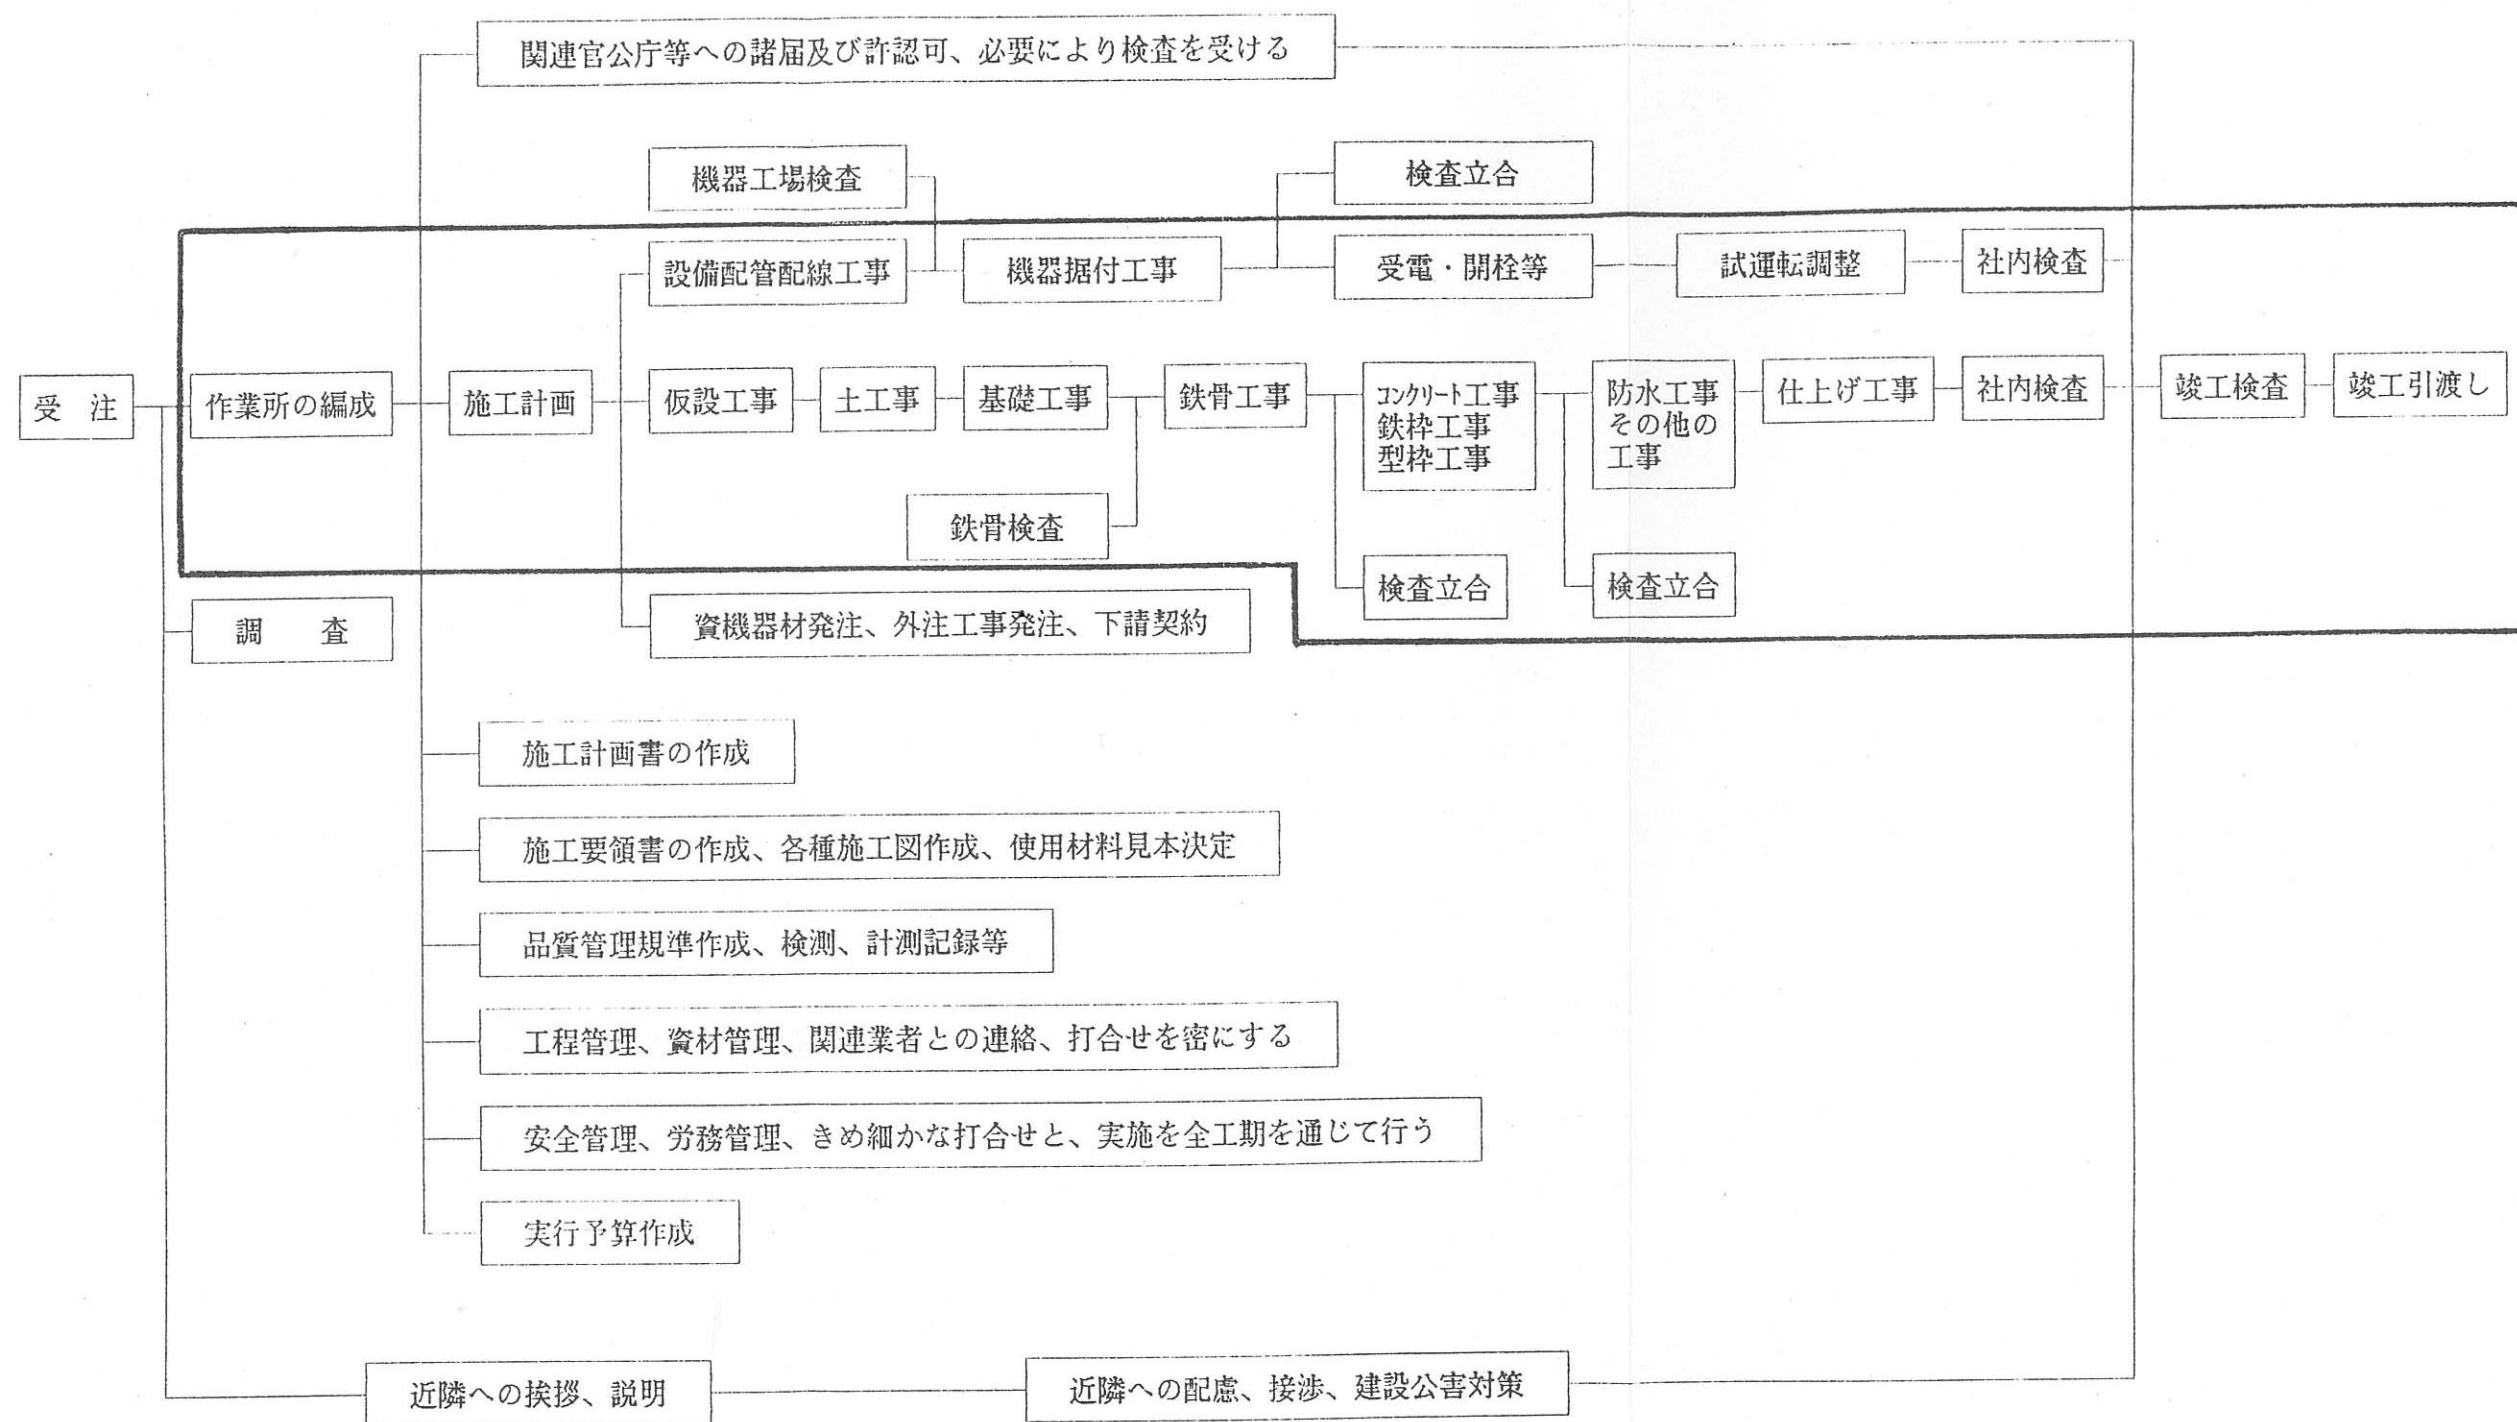 関連官公庁等への諸届及び許認可、必要により検査を受ける
機器工場検査
検査立合
設備配管配線工事
機器据付工事
受電・開栓等
試運転調整
社内検査
受　注
作業所の編成
施工計画
仮設工事
土工事
基礎工事
鉄骨工事
コンクリート工事
鉄枠工事
型枠工事
防水工事
その他の
工事
仕上げ工事
社内検査
竣工検査
竣工引渡し
鉄骨検査
検査立合
検査立合
調　　査
資機器材発注、外注工事発注、下請契約
施工計画書の作成
施工要領書の作成、各種施工図作成、使用材料見本決定
品質管理規準作成、検測、計測記録等
工程管理、資材管理、関連業者との連絡、打合せを密にする
安全管理、労務管理、きめ細かな打合せと、実施を全工期を通じて行う
実行予算作成
近隣への挨拶、説明
近隣への配慮、接渉、建設公害対策